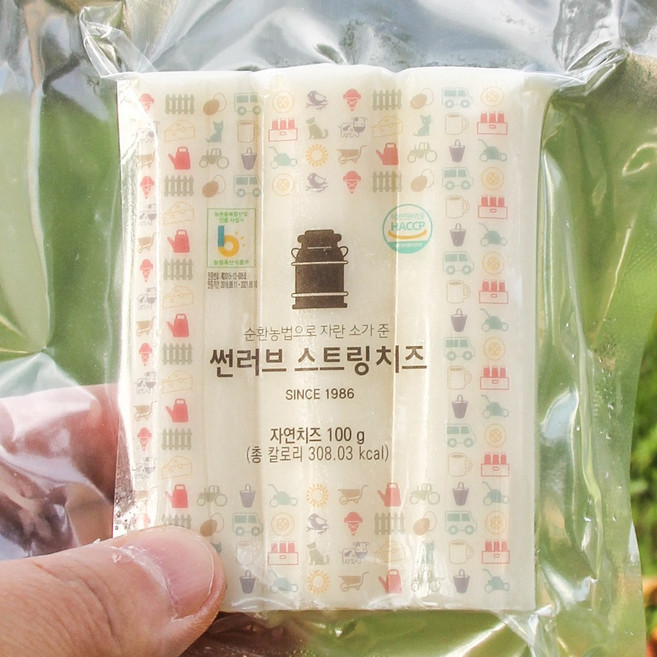 HACCP
순환농법으로 자란 소가 준
썬러브 스트링치즈
SINCE 1986
자연치즈 100 g
(총 칼로리 308.03 kcal)